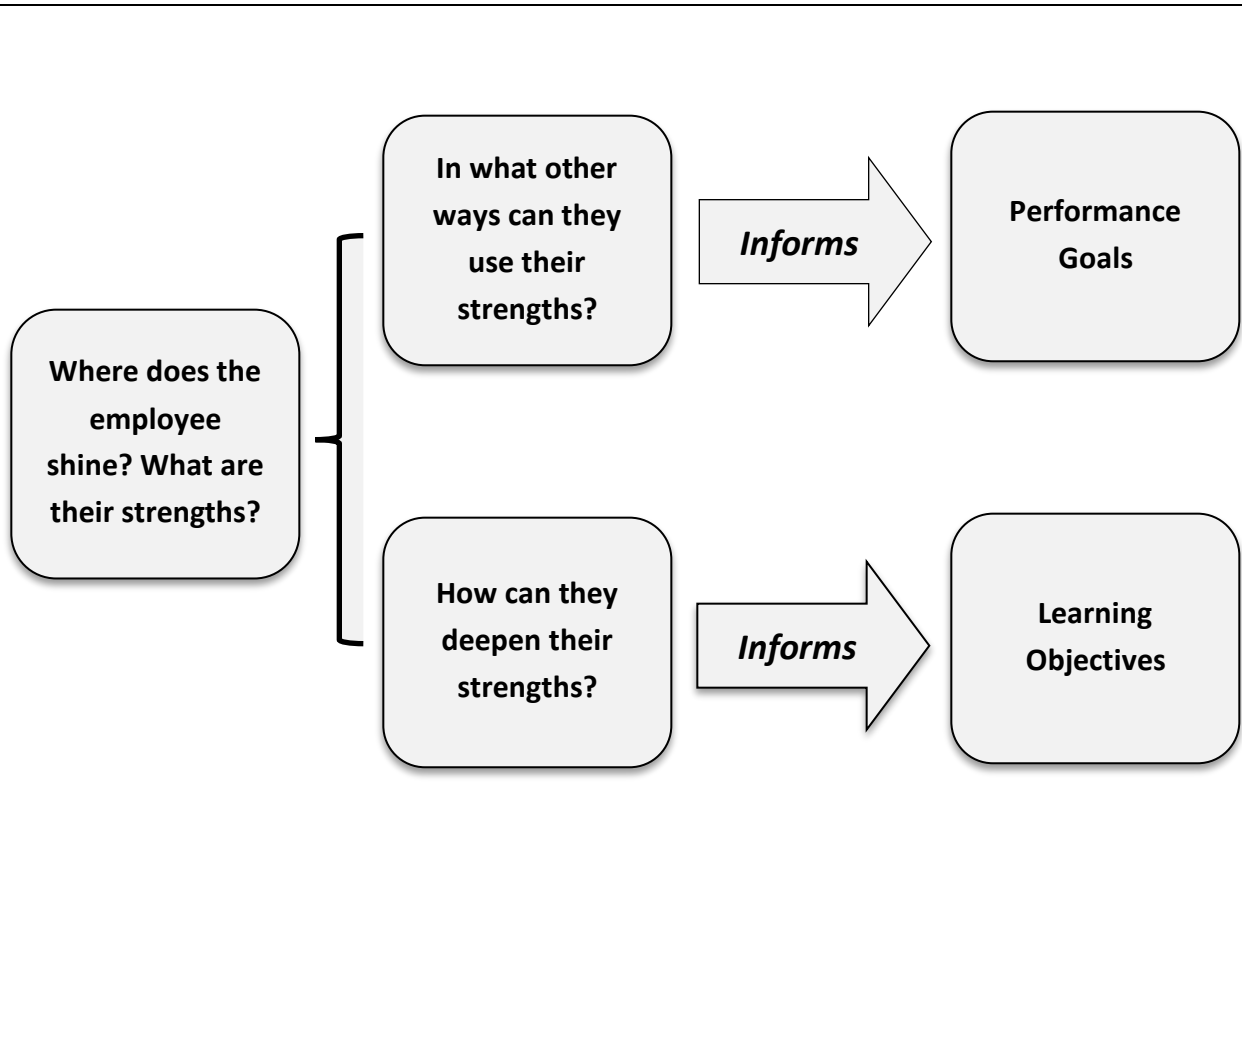 Where does the
employee
shine? What are
their strengths?
In what other
ways can they
use their
strengths?
Informs
Performance
Goals
How can they
deepen their
strengths?
Informs
Learning
Objectives